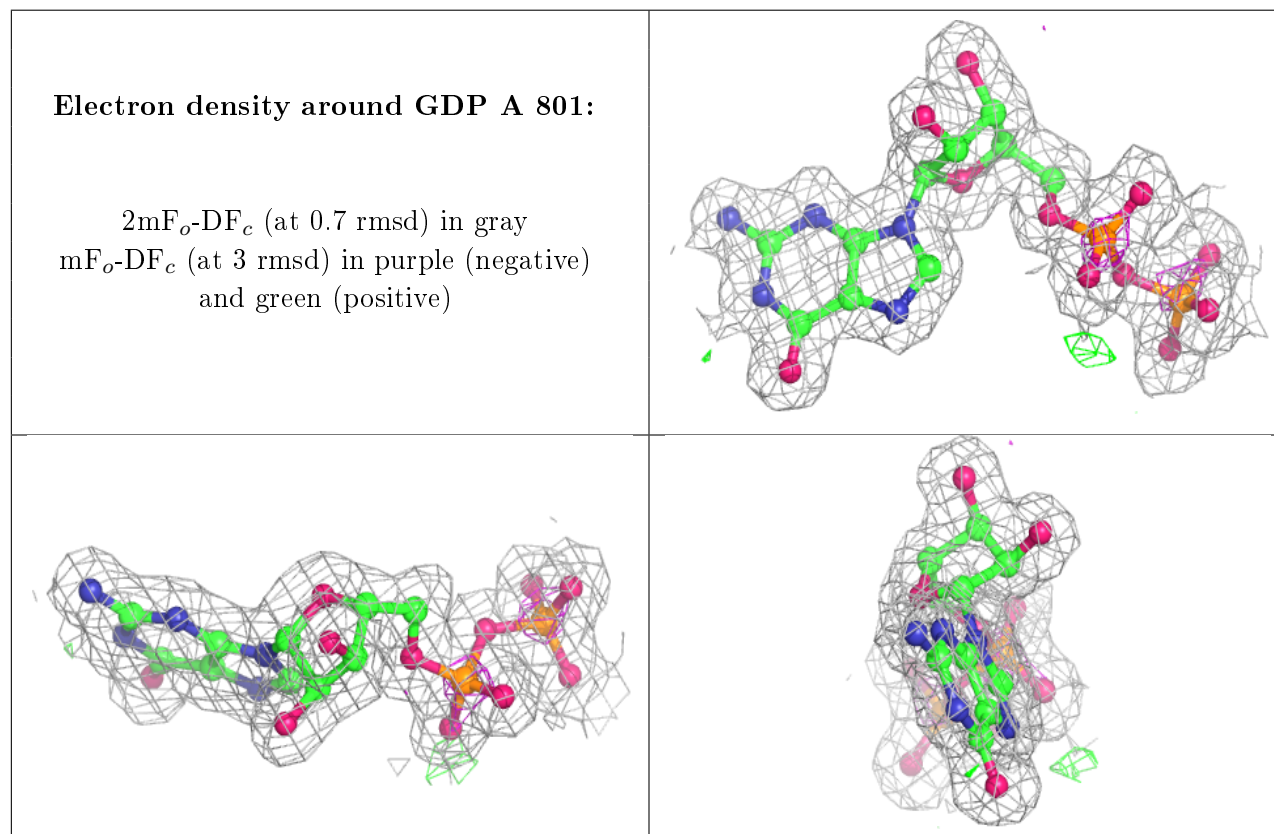 Electron density around GDP A 801:
2mFo-DFc (at 0.7 rmsd) in gray
mFo-DFc (at 3 rmsd) in purple (negative)
and green (positive)